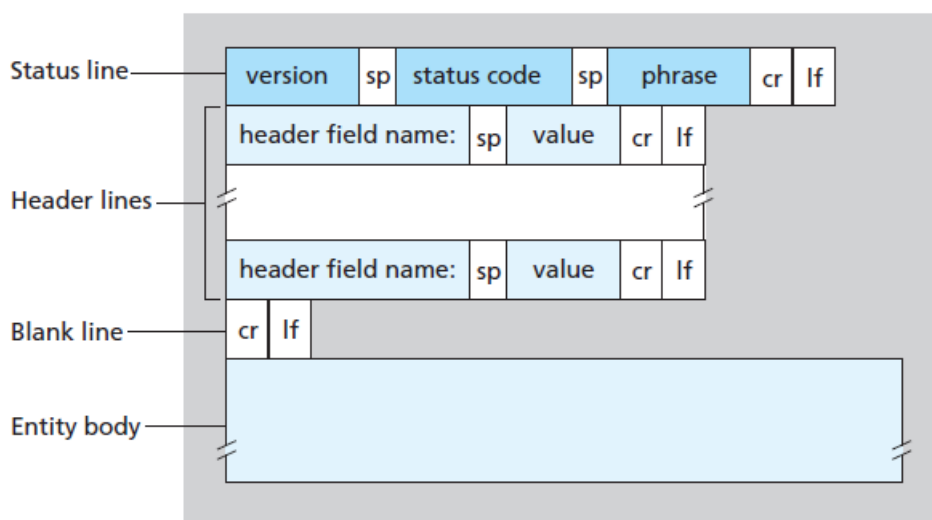 Status line version sp status code sp phrase cr lf
header field name: sp value cr lf
Header lines
header field name: sp value cr lf
Blank line cr lf
Entity body